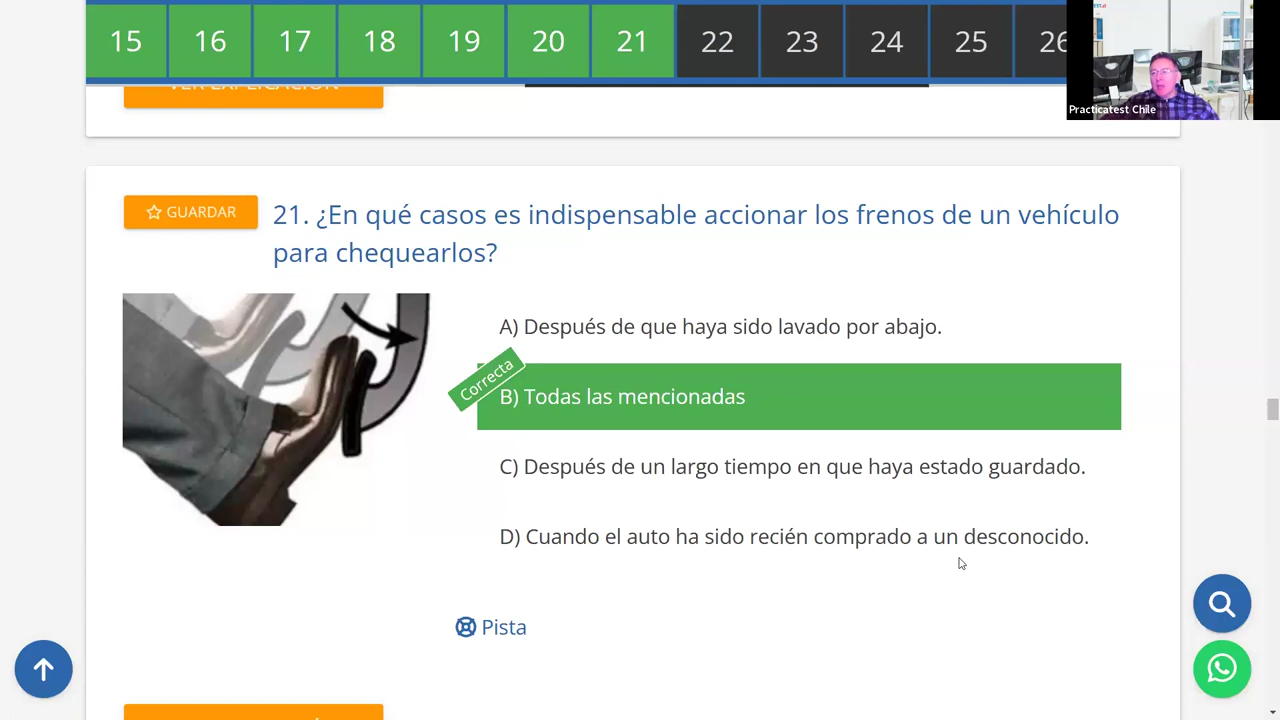 15 16 17 18 19 20 21 22 23 24 25 26
Practicatest Chile
VER EXPLICACIÓN
GUARDAR
21. ¿En qué casos es indispensable accionar los frenos de un vehículo
para chequearlos?
A) Después de que haya sido lavado por abajo.
Correcta
B) Todas las mencionadas
C) Después de un largo tiempo en que haya estado guardado.
D) Cuando el auto ha sido recién comprado a un desconocido.
Pista